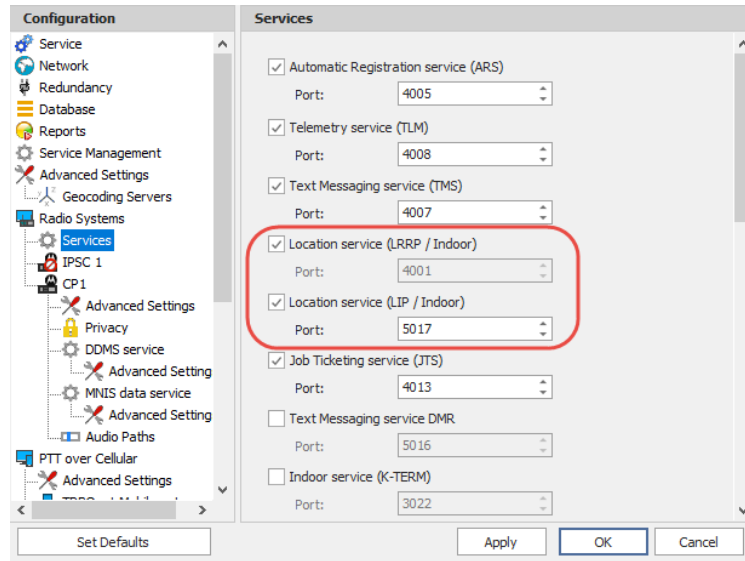 Configuration
Service
Network
Redundancy
Database
Reports
Service Management
Advanced Settings
Geocoding Servers
Radio Systems
Services
IPSC 1
CP1
Advanced Settings
Privacy
DDMS service
Advanced Setting
MNIS data service
Advanced Setting
Audio Paths
PTT over Cellular
Advanced Settings
Set Defaults
Services
Automatic Registration service (ARS)
Port: 4005
Telemetry service (TLM)
Port: 4008
Text Messaging service (TMS)
Port: 4007
Location service (LRRP / Indoor)
Port: 4001
Location service (LIP / Indoor)
Port: 5017
Job Ticketing service (JTS)
Port: 4013
Text Messaging service DMR
Port: 5016
Indoor service (K-TERM)
Port: 3022
Apply OK Cancel